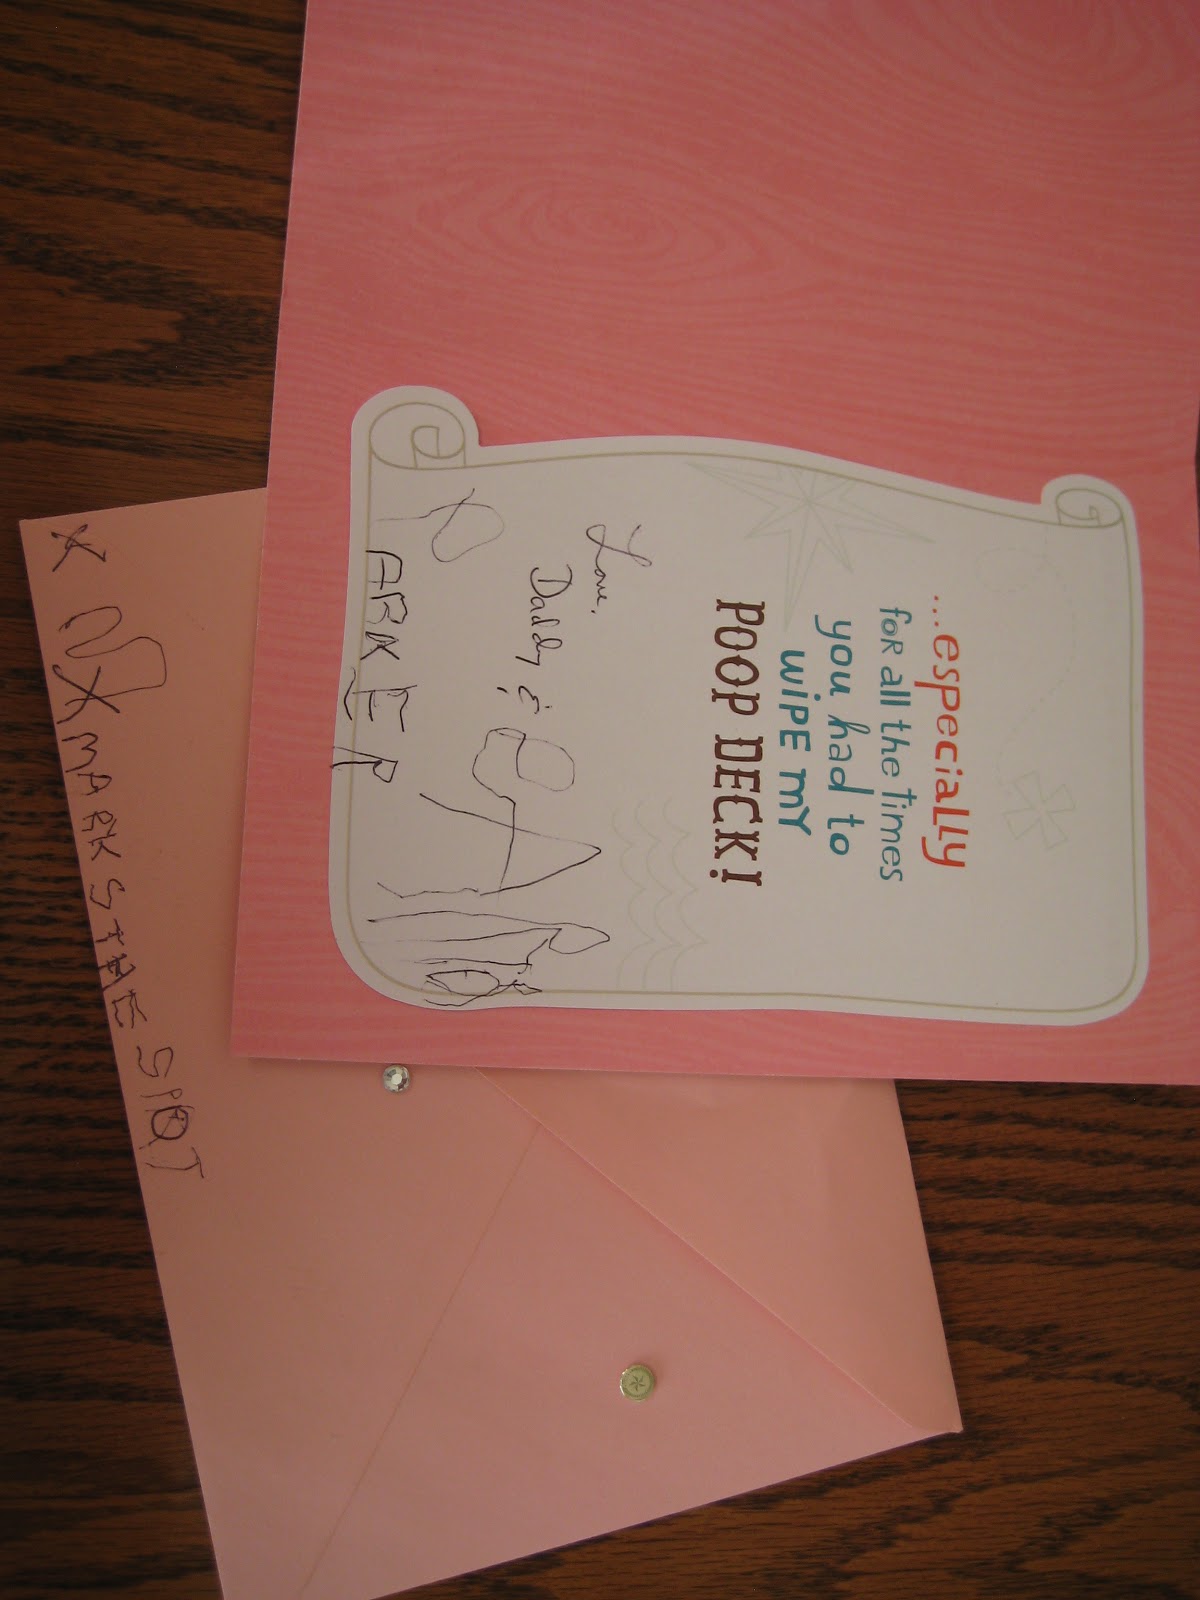 ...especially
for all the times
you had to
wipe my
POOP DECK!
Love,
Daddy &
PARKER
X X MARKS THE SPOT